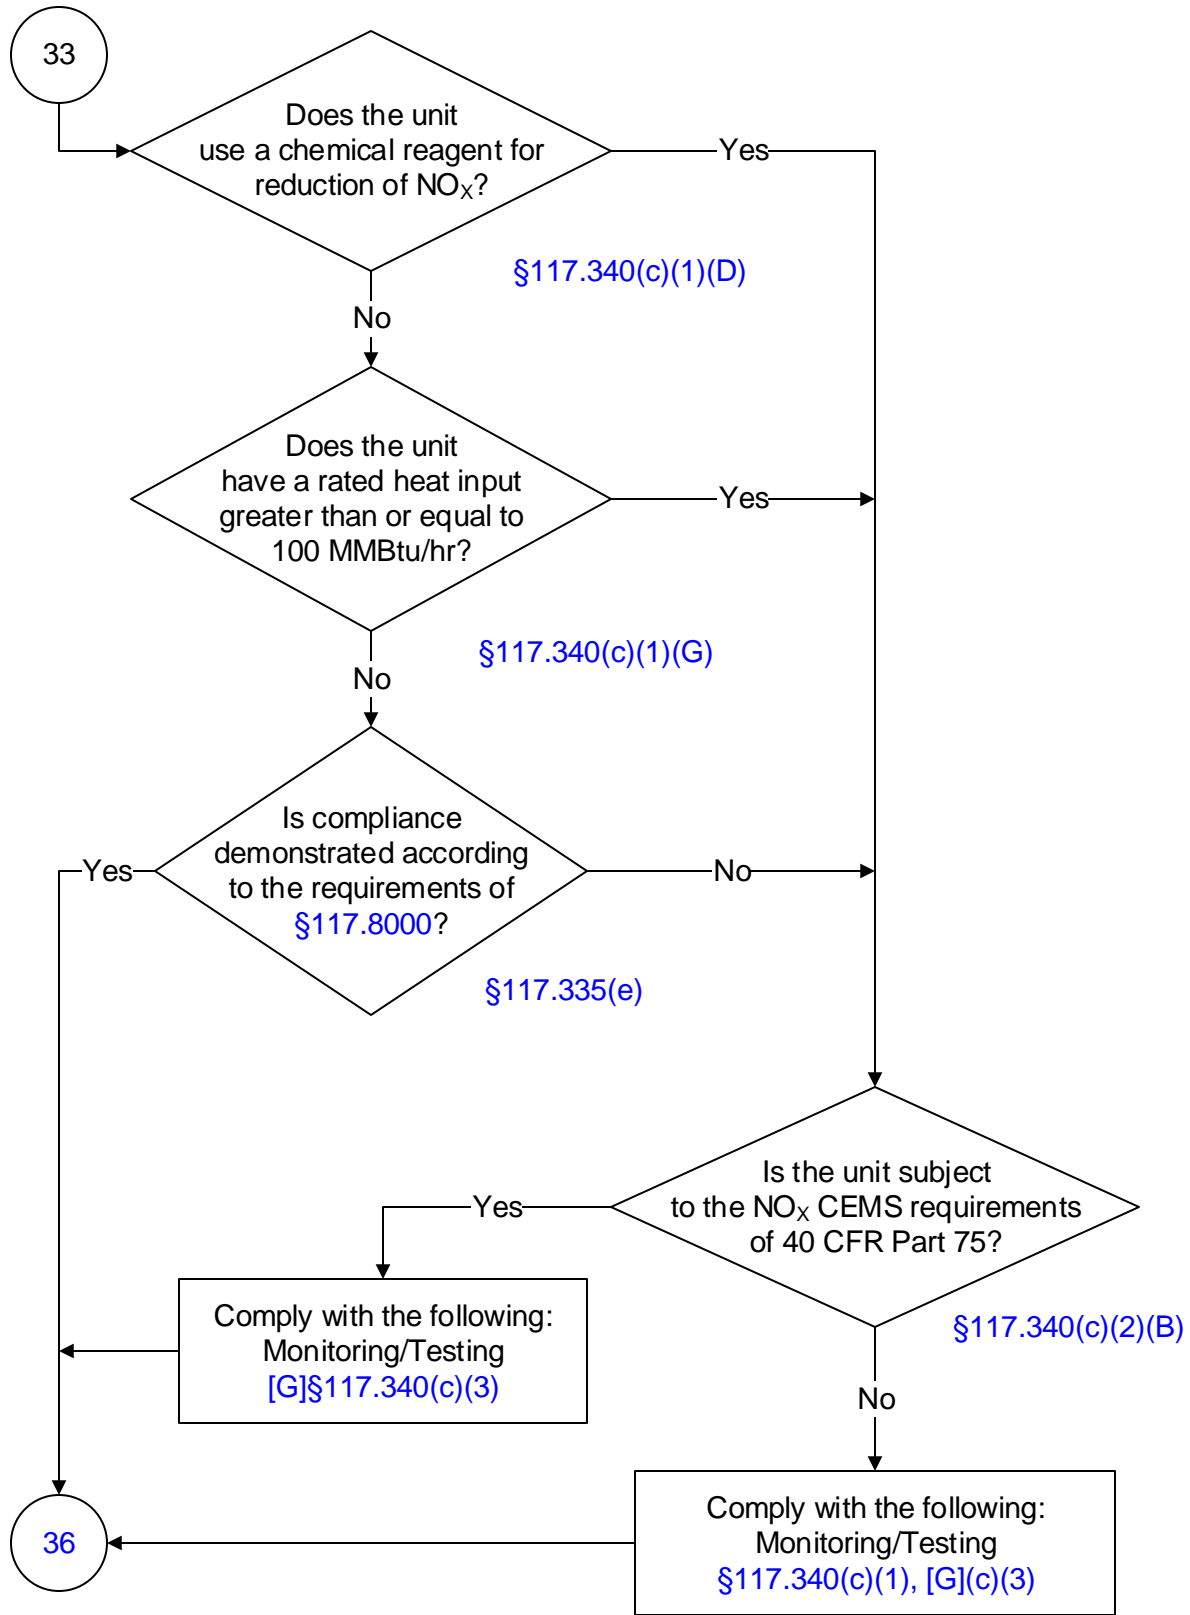 33
Does the unit
use a chemical reagent for
reduction of NOX?
Yes
§117.340(c)(1)(D)
No
Does the unit
have a rated heat input
greater than or equal to
100 MMBtu/hr?
Yes
§117.340(c)(1)(G)
No
Is compliance
demonstrated according
to the requirements of
§117.8000?
Yes
No
§117.335(e)
Is the unit subject
to the NOX CEMS requirements
of 40 CFR Part 75?
Yes
§117.340(c)(2)(B)
Comply with the following:
Monitoring/Testing
[G]§117.340(c)(3)
No
Comply with the following:
Monitoring/Testing
§117.340(c)(1), [G](c)(3)
36